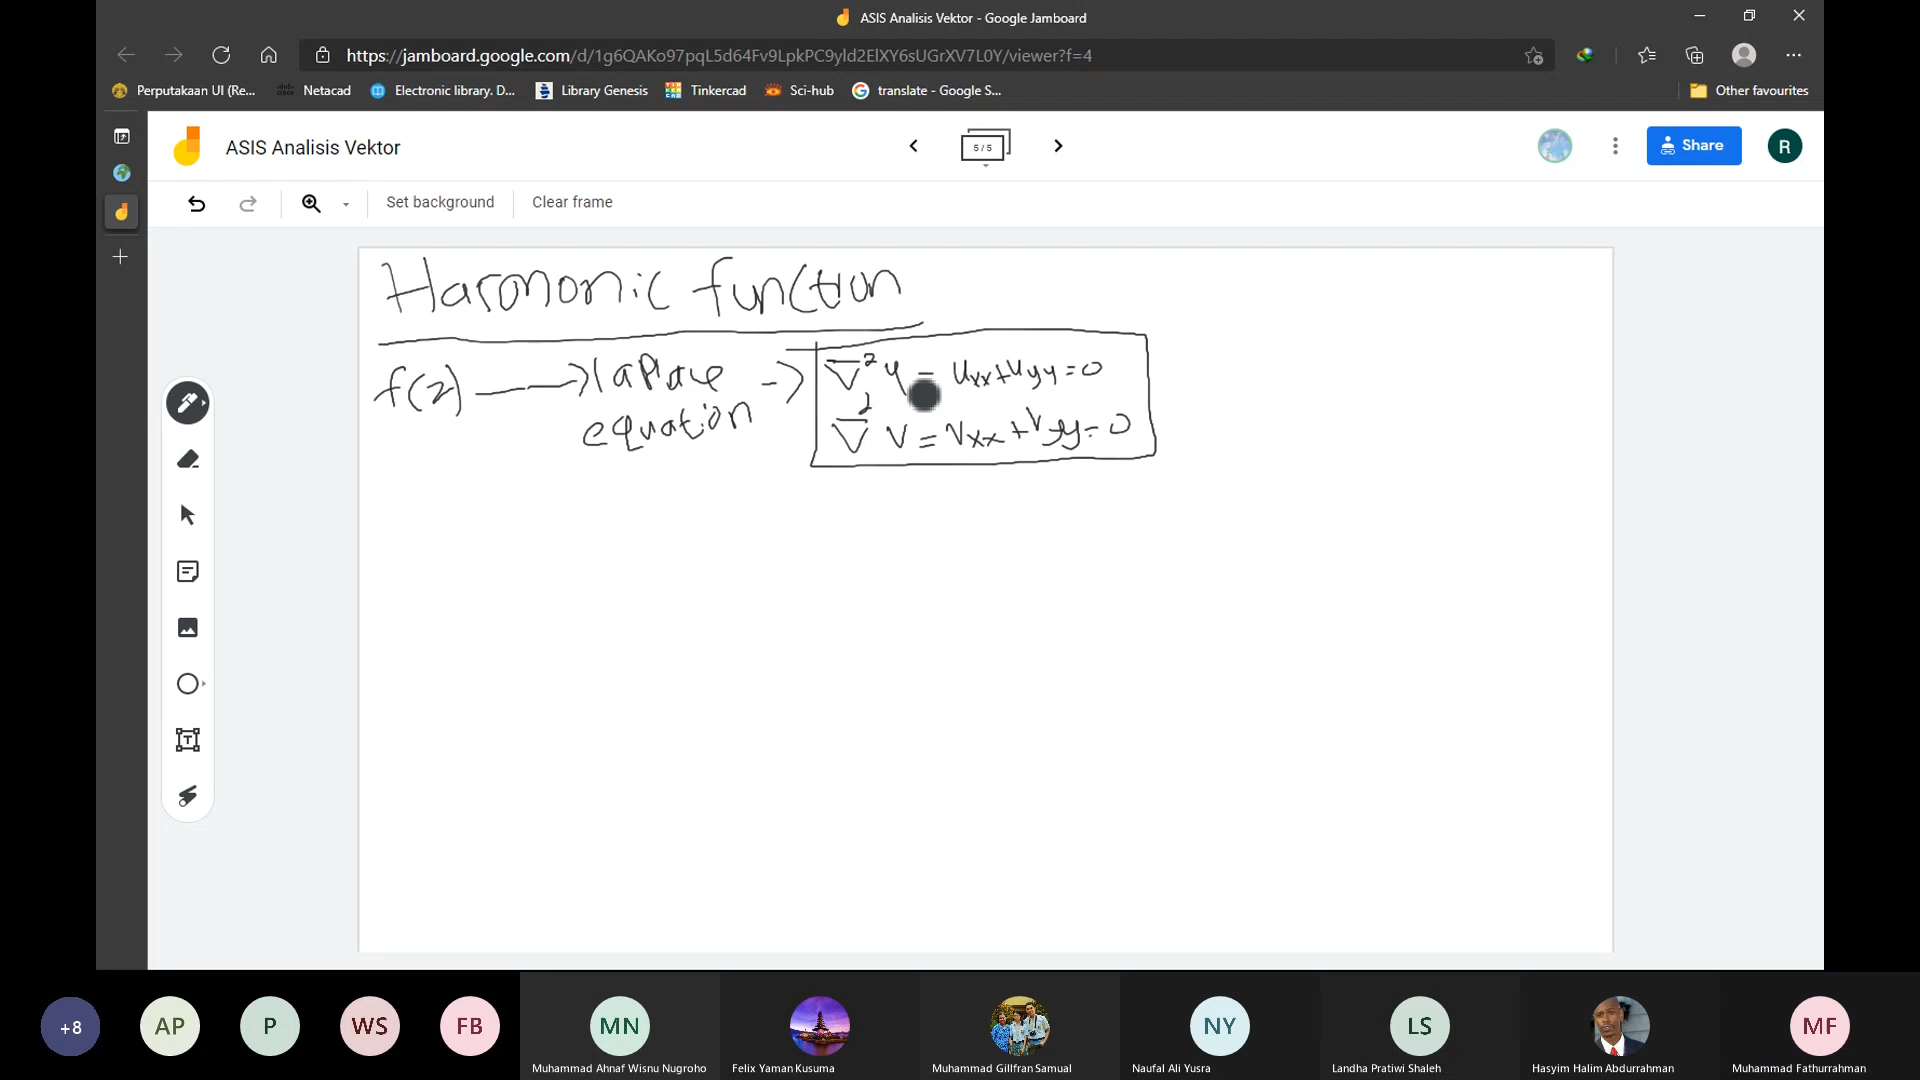 ASIS Analisis Vektor - Google Jamboard
https://jamboard.google.com/d/1g6QAKo97pqL5d64Fv9LpkPC9yld2ElXY6sUGrXV7L0Y/viewer?f=4
Perputakaan UI (Re... Netacad Electronic library. D... Library Genesis Tinkercad Sci-hub translate - Google S... Other favourites
ASIS Analisis Vektor 5 / 5 Share R
Set background Clear frame
Harmonic function
f(z) → laplace equation → ∇² u = uxx + uyy = 0
∇² v = vxx + vyy = 0
+8 AP P WS FB MN NY LS MF
Muhammad Ahnaf Wisnu Nugroho Felix Yaman Kusuma Muhammad Gillfran Samual Naufal Ali Yusra Landha Pratiwi Shaleh Hasyim Halim Abdurrahman Muhammad Fathurrahman